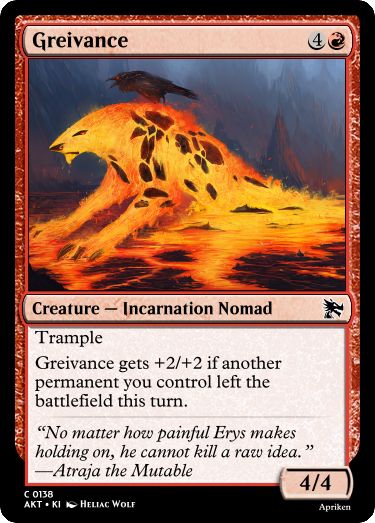 Greivance 4
Creature — Incarnation Nomad
Trample
Greivance gets +2/+2 if another
permanent you control left the
battlefield this turn.
“No matter how painful Erys makes
holding on, he cannot kill a raw idea.”
—Atraja the Mutable
4/4
C 0138
AKT • KI Heliac Wolf
Apriken